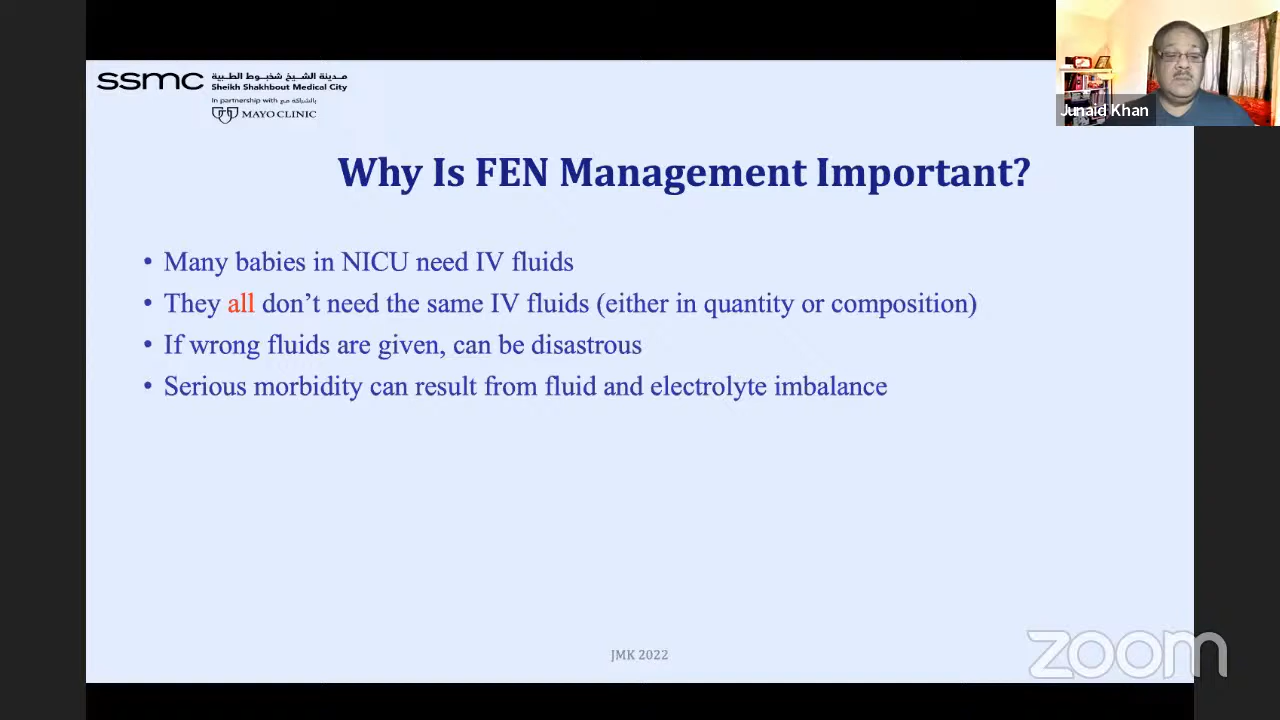 ssmc
مدينة الشيخ شخبوط الطبية
Sheikh Shakhbout Medical City
In partnership with بالشراكة مع
MAYO CLINIC
Junaid Khan
Why Is FEN Management Important?
• Many babies in NICU need IV fluids
• They all don’t need the same IV fluids (either in quantity or composition)
• If wrong fluids are given, can be disastrous
• Serious morbidity can result from fluid and electrolyte imbalance
JMK 2022
zoom